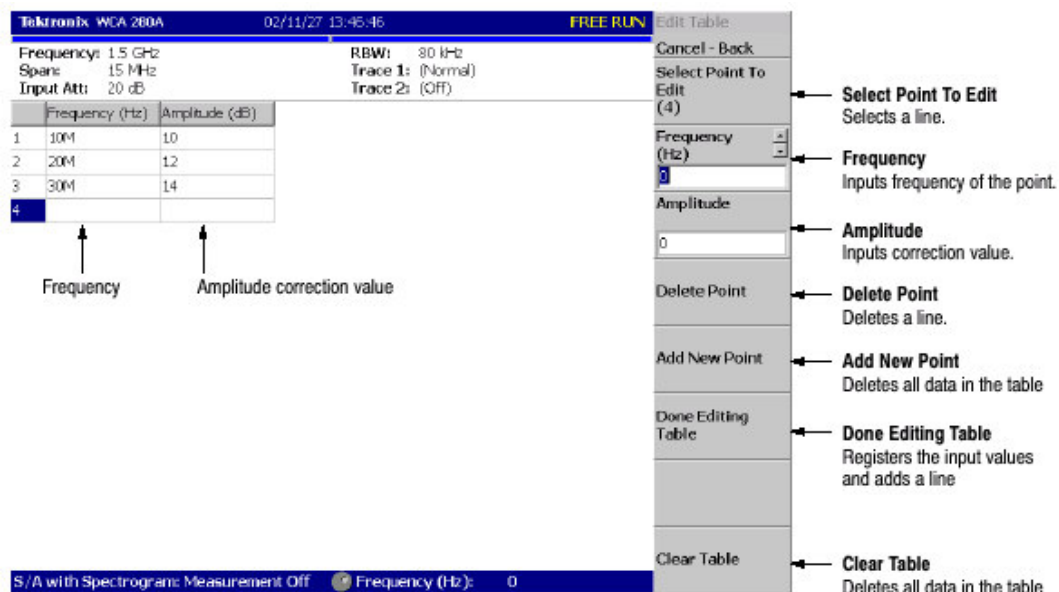 Tektronix WCA 280A 02/11/27 13:46:46 FREE RUN
Frequency: 1.5 GHz RBW: 80 kHz
Span: 15 MHz Trace 1: (Normal)
Input Att: 20 dB Trace 2: (Off)
Frequency (Hz) Amplitude (dB)
1 10M 10
2 20M 12
3 30M 14
4
Frequency Amplitude correction value
S/A with Spectrogram: Measurement Off Frequency (Hz): 0
Edit Table
Cancel - Back
Select Point To
Edit
(4)
Frequency
(Hz)
0
Amplitude
0
Delete Point
Add New Point
Done Editing
Table
Clear Table
Select Point To Edit
Selects a line.
Frequency
Inputs frequency of the point.
Amplitude
Inputs correction value.
Delete Point
Deletes a line.
Add New Point
Deletes all data in the table
Done Editing Table
Registers the input values
and adds a line
Clear Table
Deletes all data in the table